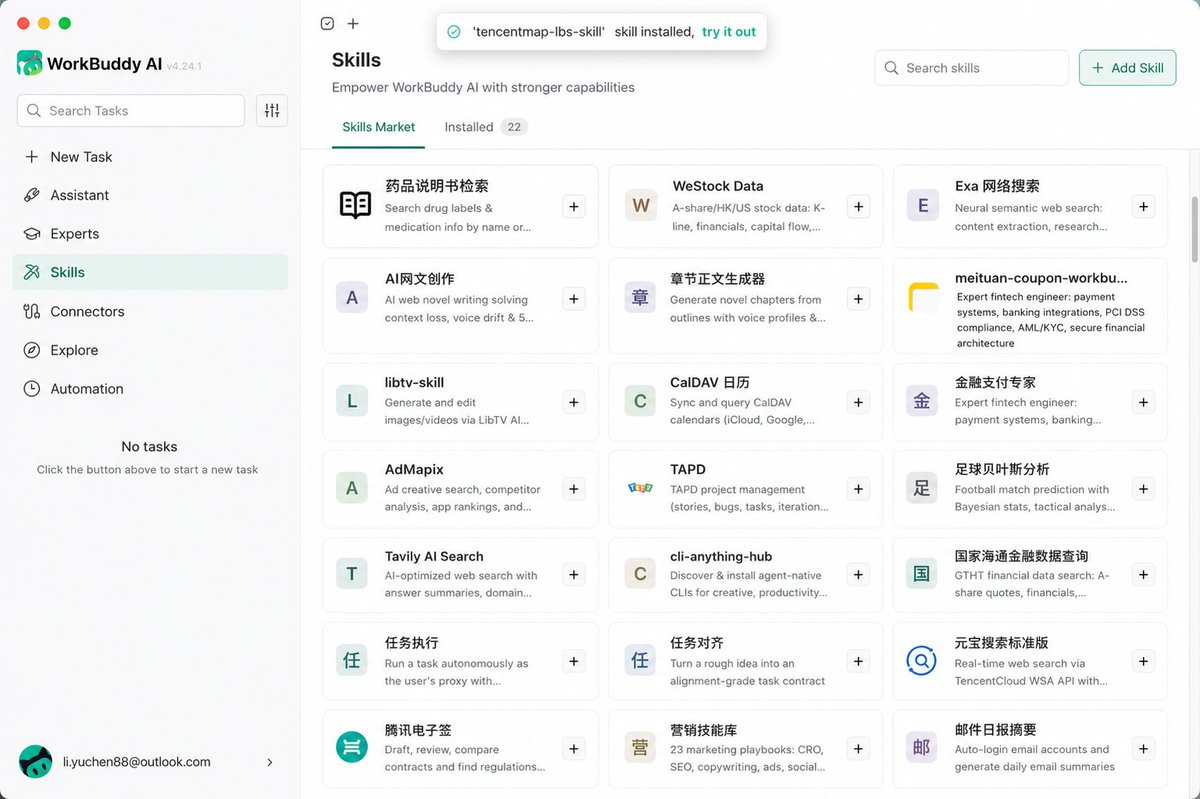 'tencentmap-lbs-skill' skill installed, try it out
WorkBuddy AI v4.24.1
Search Tasks
New Task
Assistant
Experts
Skills
Connectors
Explore
Automation
No tasks
Click the button above to start a new task
li.yuchen88@outlook.com
Skills
Empower WorkBuddy AI with stronger capabilities
Search skills
Add Skill
Skills Market
Installed 22
药品说明书检索
Search drug labels &
medication info by name or...
WeStock Data
A-share/HK/US stock data: K-
line, financials, capital flow,...
Exa 网络搜索
Neural semantic web search:
content extraction, research...
AI网文创作
AI web novel writing solving
context loss, voice drift & 5...
章节正文生成器
Generate novel chapters from
outlines with voice profiles &...
meituan-coupon-workbu...
Expert fintech engineer: payment
systems, banking integrations, PCI DSS
compliance, AML/KYC, secure financial
architecture
libtv-skill
Generate and edit
images/videos via LibTV AI...
CalDAV 日历
Sync and query CalDAV
calendars (iCloud, Google,...
金融支付专家
Expert fintech engineer:
payment systems, banking...
AdMapix
Ad creative search, competitor
analysis, app rankings, and...
TAPD
TAPD project management
(stories, bugs, tasks, iteration...
足球贝叶斯分析
Football match prediction with
Bayesian stats, tactical analys...
Tavily AI Search
AI-optimized web search with
answer summaries, domain...
cli-anything-hub
Discover & install agent-native
CLIs for creative, productivity...
国家海通金融数据查询
GTHT financial data search: A-
share quotes, financials,...
任务执行
Run a task autonomously as
the user's proxy with...
任务对齐
Turn a rough idea into an
alignment-grade task contract
元宝搜索标准版
Real-time web search via
TencentCloud WSA API with...
腾讯电子签
Draft, review, compare
contracts and find regulations...
营销技能库
23 marketing playbooks: CRO,
SEO, copywriting, ads, social...
邮件日报摘要
Auto-login email accounts and
generate daily email summaries
W
E
A
章
L
C
金
A
TAPD
足
T
C
国
任
任
营
邮